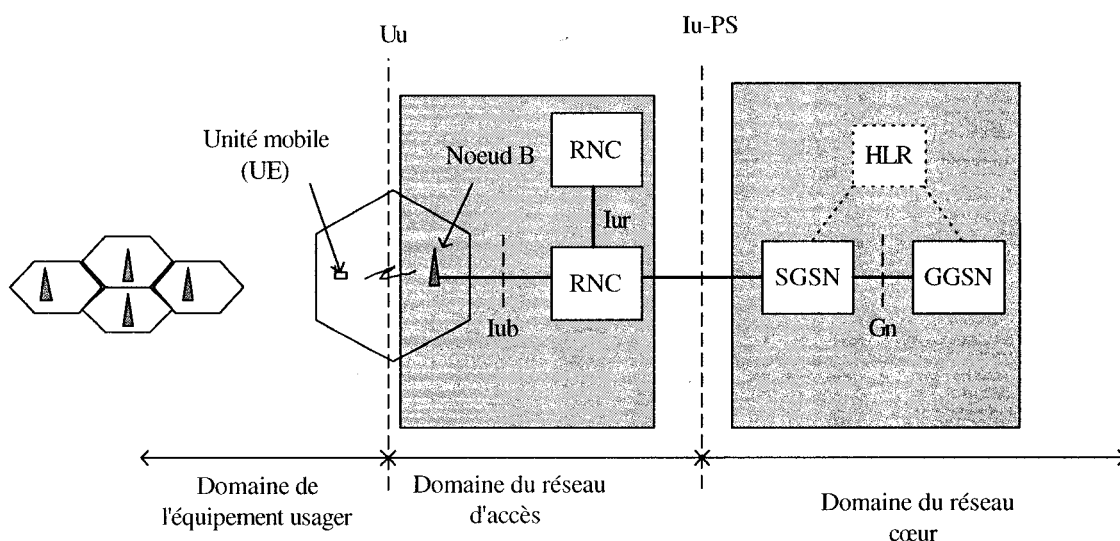 Uu
Iu-PS
Unité mobile
(UE)
Noeud B
RNC
HLR
Iur
RNC
SGSN
GGSN
Iub
Gn
Domaine de
l'équipement usager
Domaine du réseau
d'accès
Domaine du réseau
cœur